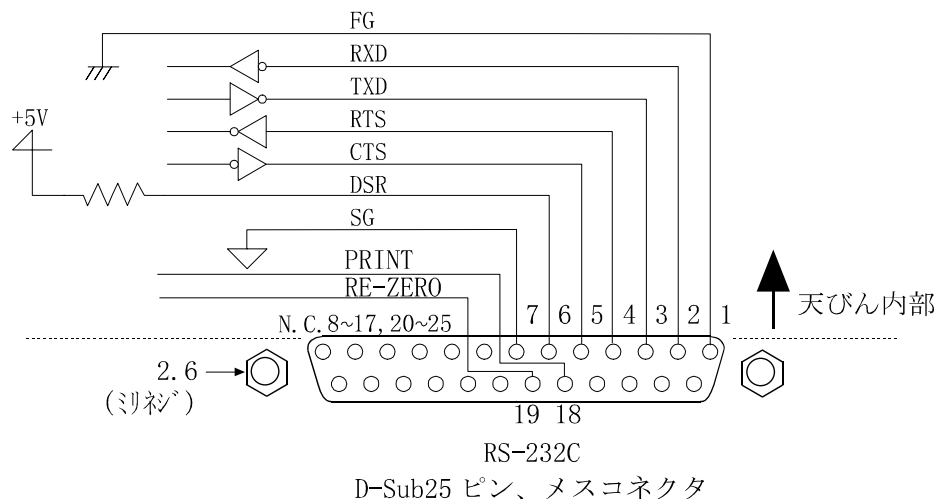 FG
RXD
TXD
RTS
+5V
CTS
DSR
SG
PRINT
RE-ZERO
天びん内部
N.C.8~17,20~25
7 6 5 4 3 2 1
2.6
(ﾐﾘﾈｼﾞ)
19 18
RS-232C
D-Sub25 ピン、メスコネクタ